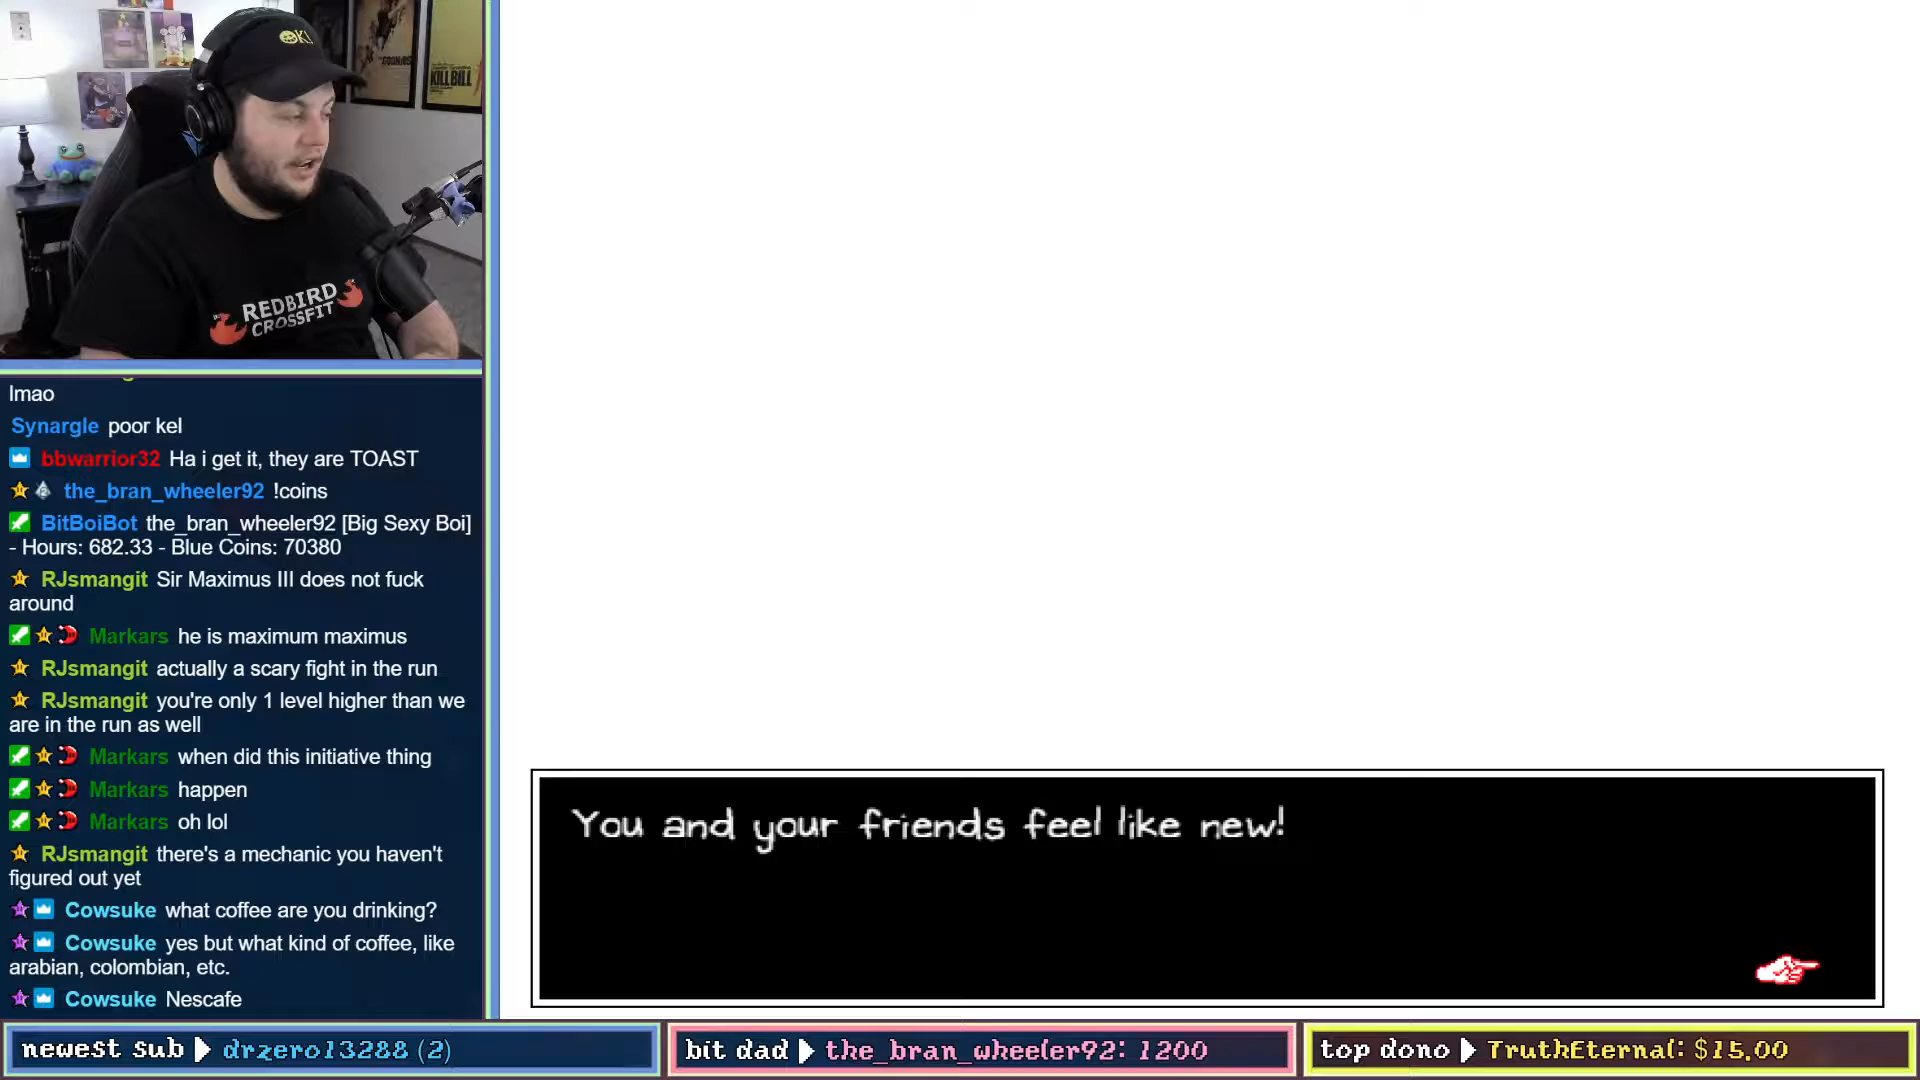 OK!
GOONIES
KILL BILL
REDBIRD
CROSSFIT
lmao
Synargle poor kel
bbwarrior32 Ha i get it, they are TOAST
the_bran_wheeler92 !coins
BitBoiBot the_bran_wheeler92 [Big Sexy Boi]
- Hours: 682.33 - Blue Coins: 70380
RJsmangit Sir Maximus III does not fuck
around
Markars he is maximum maximus
RJsmangit actually a scary fight in the run
RJsmangit you're only 1 level higher than we
are in the run as well
Markars when did this initiative thing
Markars happen
Markars oh lol
RJsmangit there's a mechanic you haven't
figured out yet
Cowsuke what coffee are you drinking?
Cowsuke yes but what kind of coffee, like
arabian, colombian, etc.
Cowsuke Nescafe
You and your friends feel like new!
newest sub drzero13288 (2)
bit dad the_bran_wheeler92: 1200
top dono TruthEternal: $15.00